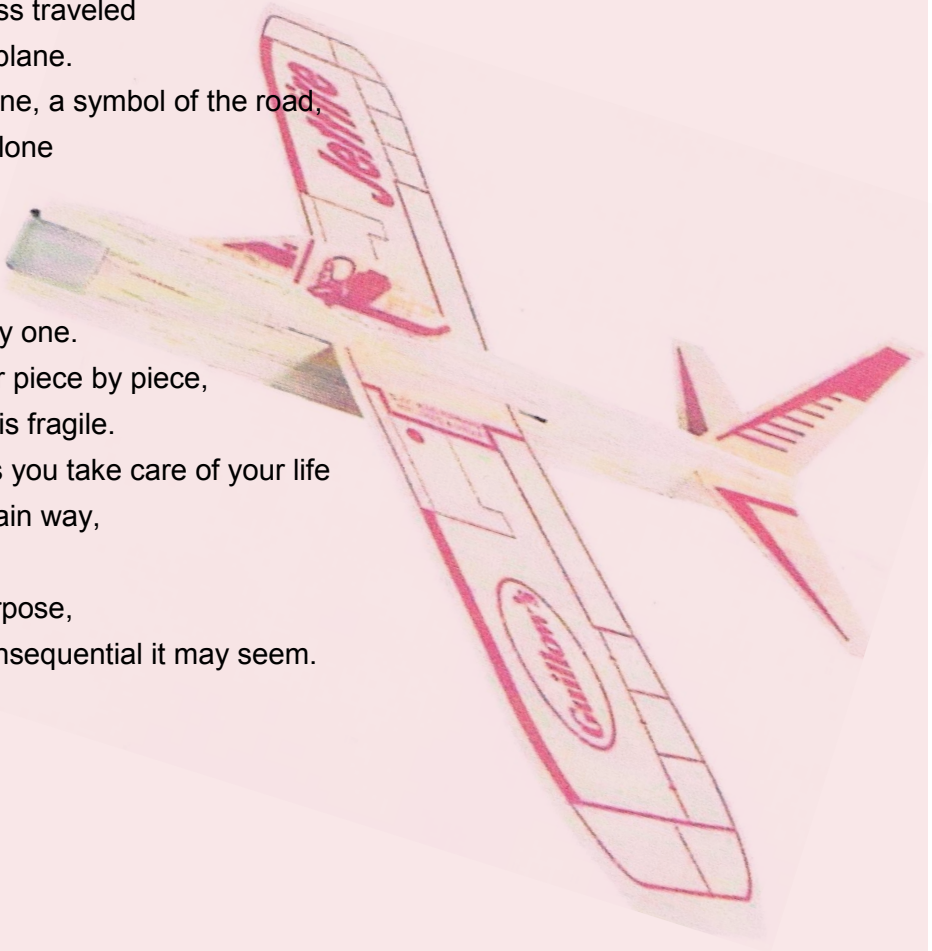 ss traveled
plane.
ne, a symbol of the road,
lone
y one.
r piece by piece,
is fragile.
s you take care of your life
ain way,
rpose,
nsequential it may seem.
Jetfire
Guillow's